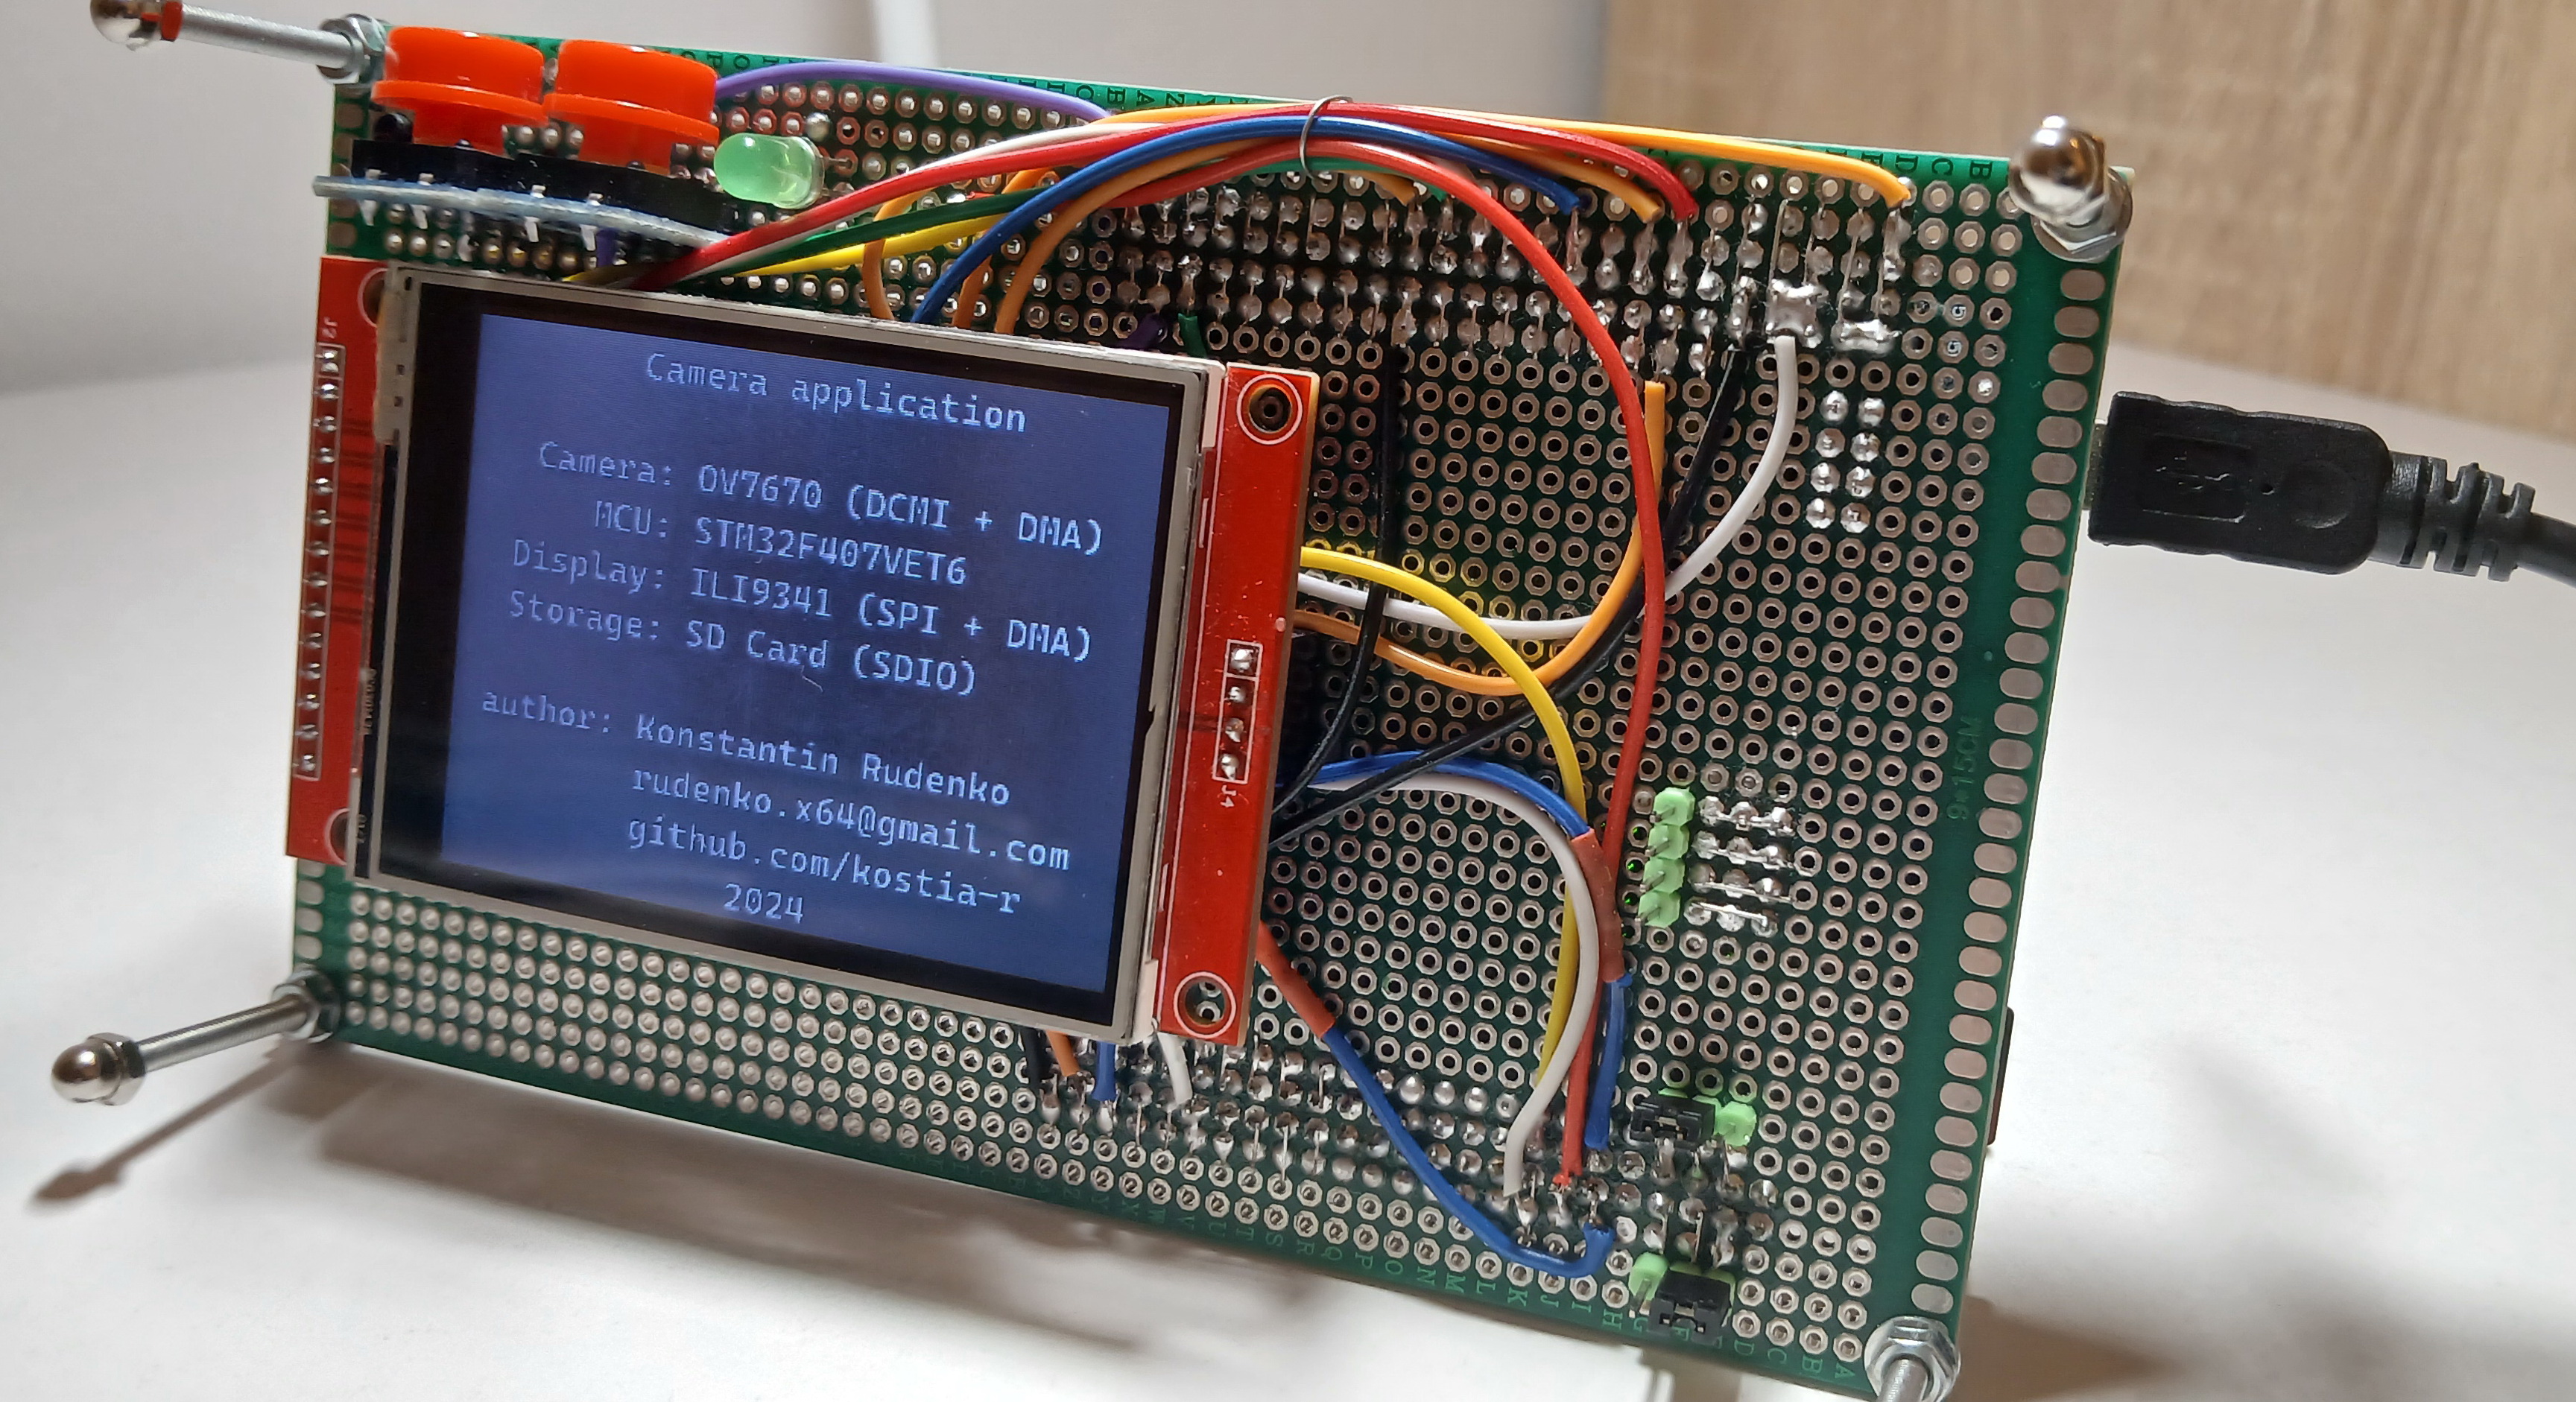 Camera application
Camera: OV7670 (DCMI + DMA)
MCU: STM32F407VET6
Display: ILI9341 (SPI + DMA)
Storage: SD Card (SDIO)
author: Konstantin Rudenko
rudenko.x64@gmail.com
github.com/kostia-r
2024
J2
J4
9*15CM